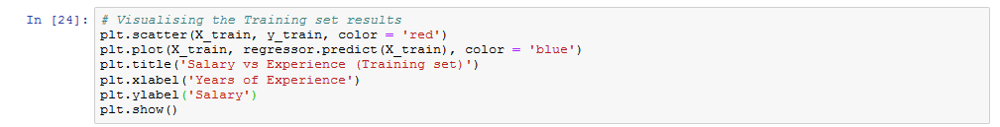 In [24]: # Visualising the Training set results
plt.scatter(X_train, y_train, color = 'red')
plt.plot(X_train, regressor.predict(X_train), color = 'blue')
plt.title('Salary vs Experience (Training set)')
plt.xlabel('Years of Experience')
plt.ylabel('Salary')
plt.show()